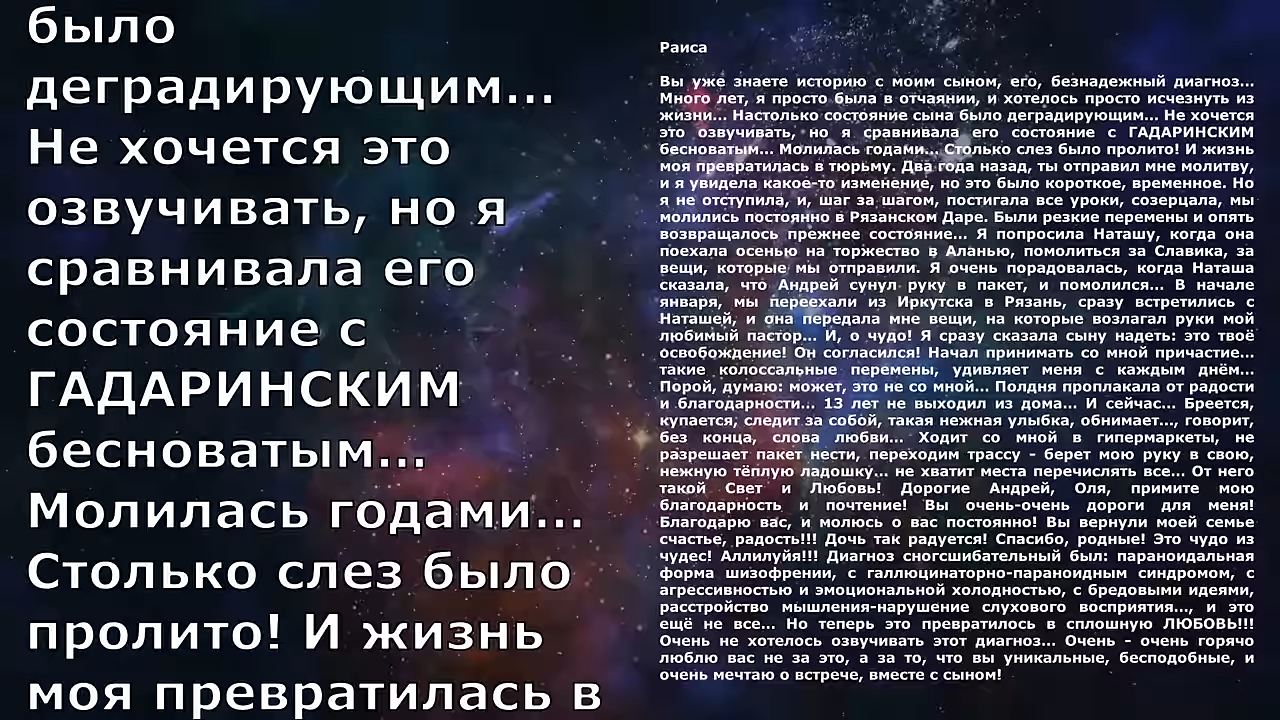 было
деградирующим...
Не хочется это
озвучивать, но я
сравнивала его
состояние с
ГАДАРИНСКИМ
бесноватым...
Молилась годами...
Столько слез было
пролито! И жизнь
моя превратилась в
Раиса
Вы уже знаете историю с моим сыном, его, безнадежный диагноз...
Много лет, я просто была в отчаянии, и хотелось просто исчезнуть из
жизни... Настолько состояние сына было деградирующим... Не хочется
это озвучивать, но я сравнивала его состояние с ГАДАРИНСКИМ
бесноватым... Молилась годами... Столько слез было пролито! И жизнь
моя превратилась в тюрьму. Два года назад, ты отправил мне молитву,
и я увидела какое-то изменение, но это было короткое, временное. Но
я не отступила, и, шаг за шагом, постигала все уроки, созерцала, мы
молились постоянно в Рязанском Даре. Были резкие перемены и опять
возвращалось прежнее состояние... Я попросила Наташу, когда она
поехала осенью на торжество в Аланью, помолиться за Славика, за
вещи, которые мы отправили. Я очень порадовалась, когда Наташа
сказала, что Андрей сунул руку в пакет, и помолился... В начале
января, мы переехали из Иркутска в Рязань, сразу встретились с
Наташей, и она передала мне вещи, на которые возлагал руки мой
любимый пастор... И, о чудо! Я сразу сказала сыну надеть: это твоё
освобождение! Он согласился! Начал принимать со мной причастие...
такие колоссальные перемены, удивляет меня с каждым днём...
Порой, думаю: может, это не со мной... Полдня проплакала от радости
и благодарности... 13 лет не выходил из дома... И сейчас... Бреется,
купается, следит за собой, такая нежная улыбка, обнимает..., говорит,
без конца, слова любви... Ходит со мной в гипермаркеты, не
разрешает пакет нести, переходим трассу - берет мою руку в свою,
нежную тёплую ладошку... не хватит места перечислять все... От него
такой Свет и Любовь! Дорогие Андрей, Оля, примите мою
благодарность и почтение! Вы очень-очень дороги для меня!
Благодарю вас, и молюсь о вас постоянно! Вы вернули моей семье
счастье, радость!!! Дочь так радуется! Спасибо, родные! Это чудо из
чудес! Аллилуйя!!! Диагноз сногсшибательный был: параноидальная
форма шизофрении, с галлюцинаторно-параноидным синдромом, с
агрессивностью и эмоциональной холодностью, с бредовыми идеями,
расстройство мышления-нарушение слухового восприятия..., и это
ещё не все... Но теперь это превратилось в сплошную ЛЮБОВЬ!!!
Очень не хотелось озвучивать этот диагноз... Очень - очень горячо
люблю вас не за это, а за то, что вы уникальные, бесподобные, и
очень мечтаю о встрече, вместе с сыном!